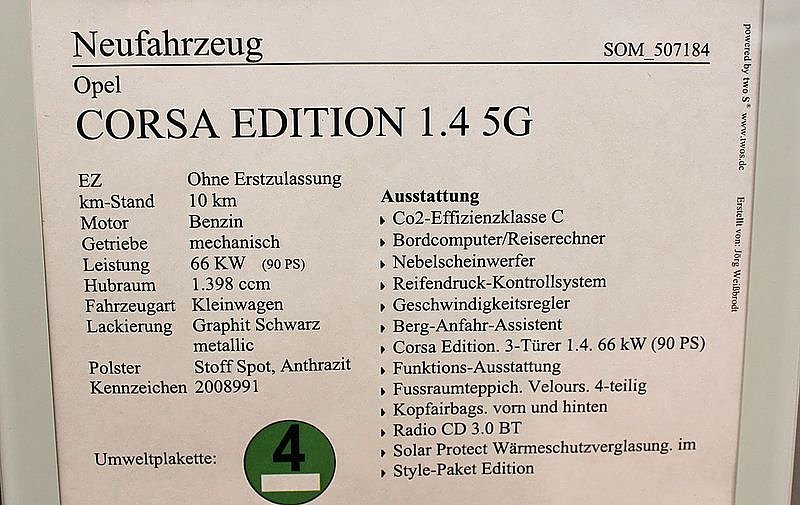 Neufahrzeug SOM_507184
Opel
CORSA EDITION 1.4 5G
EZ Ohne Erstzulassung
km-Stand 10 km
Motor Benzin
Getriebe mechanisch
Leistung 66 KW (90 PS)
Hubraum 1.398 ccm
Fahrzeugart Kleinwagen
Lackierung Graphit Schwarz
metallic
Polster Stoff Spot, Anthrazit
Kennzeichen 2008991
Umweltplakette: 4
Ausstattung
Co2-Effizienzklasse C
Bordcomputer/Reiserechner
Nebelscheinwerfer
Reifendruck-Kontrollsystem
Geschwindigkeitsregler
Berg-Anfahr-Assistent
Corsa Edition. 3-Türer 1.4. 66 kW (90 PS)
Funktions-Ausstattung
Fussraumteppich. Velours. 4-teilig
Kopfairbags. vorn und hinten
Radio CD 3.0 BT
Solar Protect Wärmeschutzverglasung. im
Style-Paket Edition
powered by two S® www.twos.de
Erstellt von: Jörg Weißbrodt